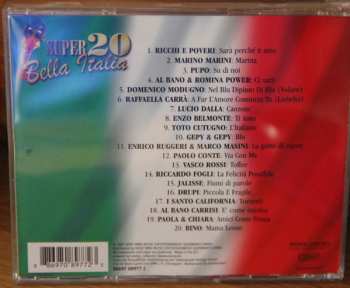 SUPER 20
Bella Italia
1. RICCHI E POVERI: Sarà perché ti amo
2. MARINO MARINI: Marina
3. PUPO: Su di noi
4. AL BANO & ROMINA POWER: Ci sarà
5. DOMENICO MODUGNO: Nel Blu Dipinto Di Blu (Volare)
6. RAFFAELLA CARRÀ: A Far L'Amore Comincia Tu (Liebelei)
7. LUCIO DALLA: Canzone
8. ENZO BELMONTE: Ti amo
9. TOTO CUTUGNO: L'Italiano
10. GEPY & GEPY: Blu
11. ENRICO RUGGERI & MARCO MASINI: La gente di cuore
12. PAOLO CONTE: Via Con Me
13. VASCO ROSSI: Toffee
14. RICCARDO FOGLI: La Felicità Possibile
15. JALISSE: Fiumi di parole
16. DRUPI: Piccola E Fragile
17. I SANTO CALIFORNIA: Tornerò
18. AL BANO CARRISI: È' come musica
19. PAOLA & CHIARA: Amici Come Prima
20. BINO: Mama Leone